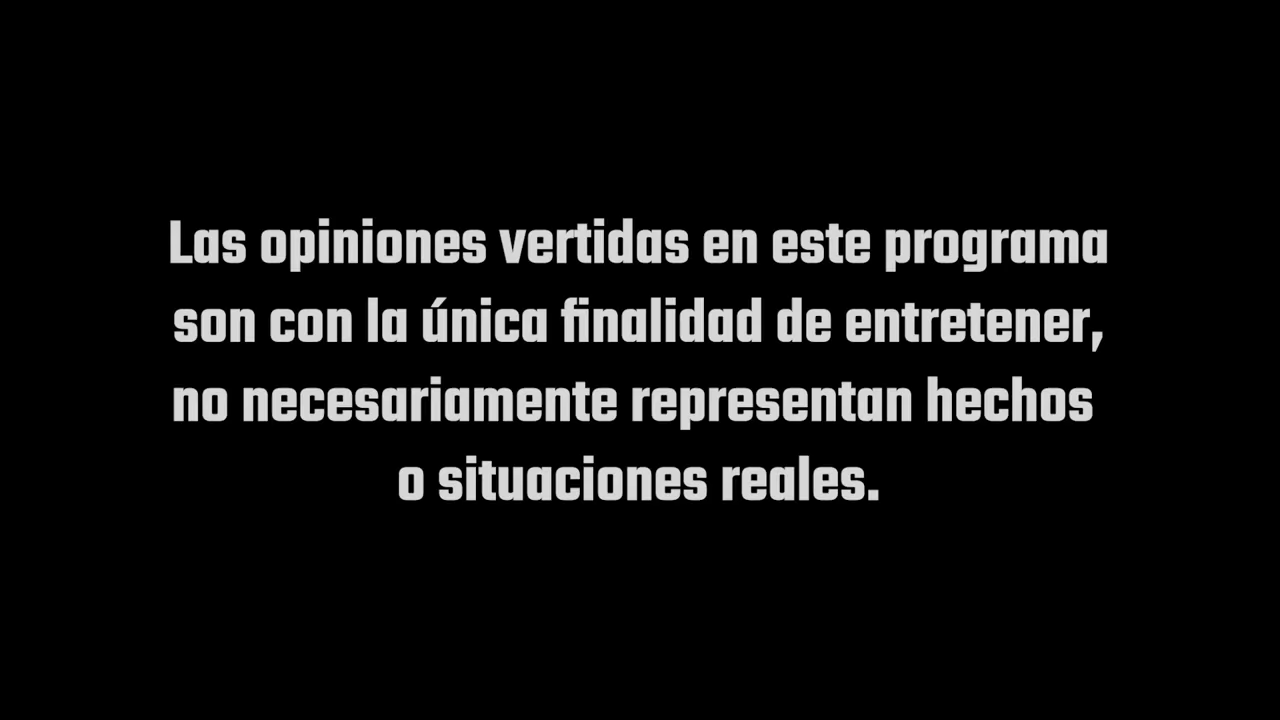 Las opiniones vertidas en este programa
son con la única finalidad de entretener,
no necesariamente representan hechos
o situaciones reales.